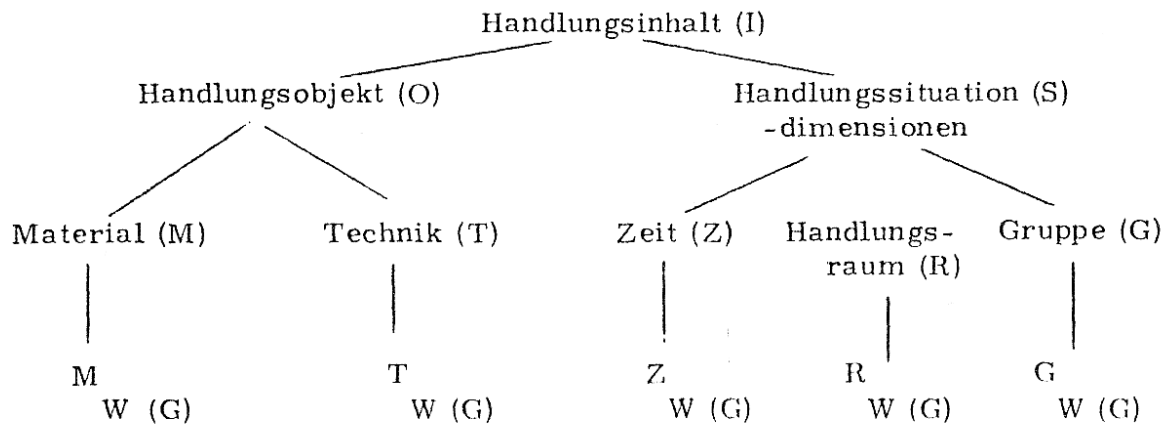 Handlungsinhalt (I)
Handlungsobjekt (O) Handlungssituation (S)
-dimensionen
Material (M) Technik (T) Zeit (Z) Handlungs- Gruppe (G)
raum (R)
M T Z R G
W (G) W (G) W (G) W (G) W (G)